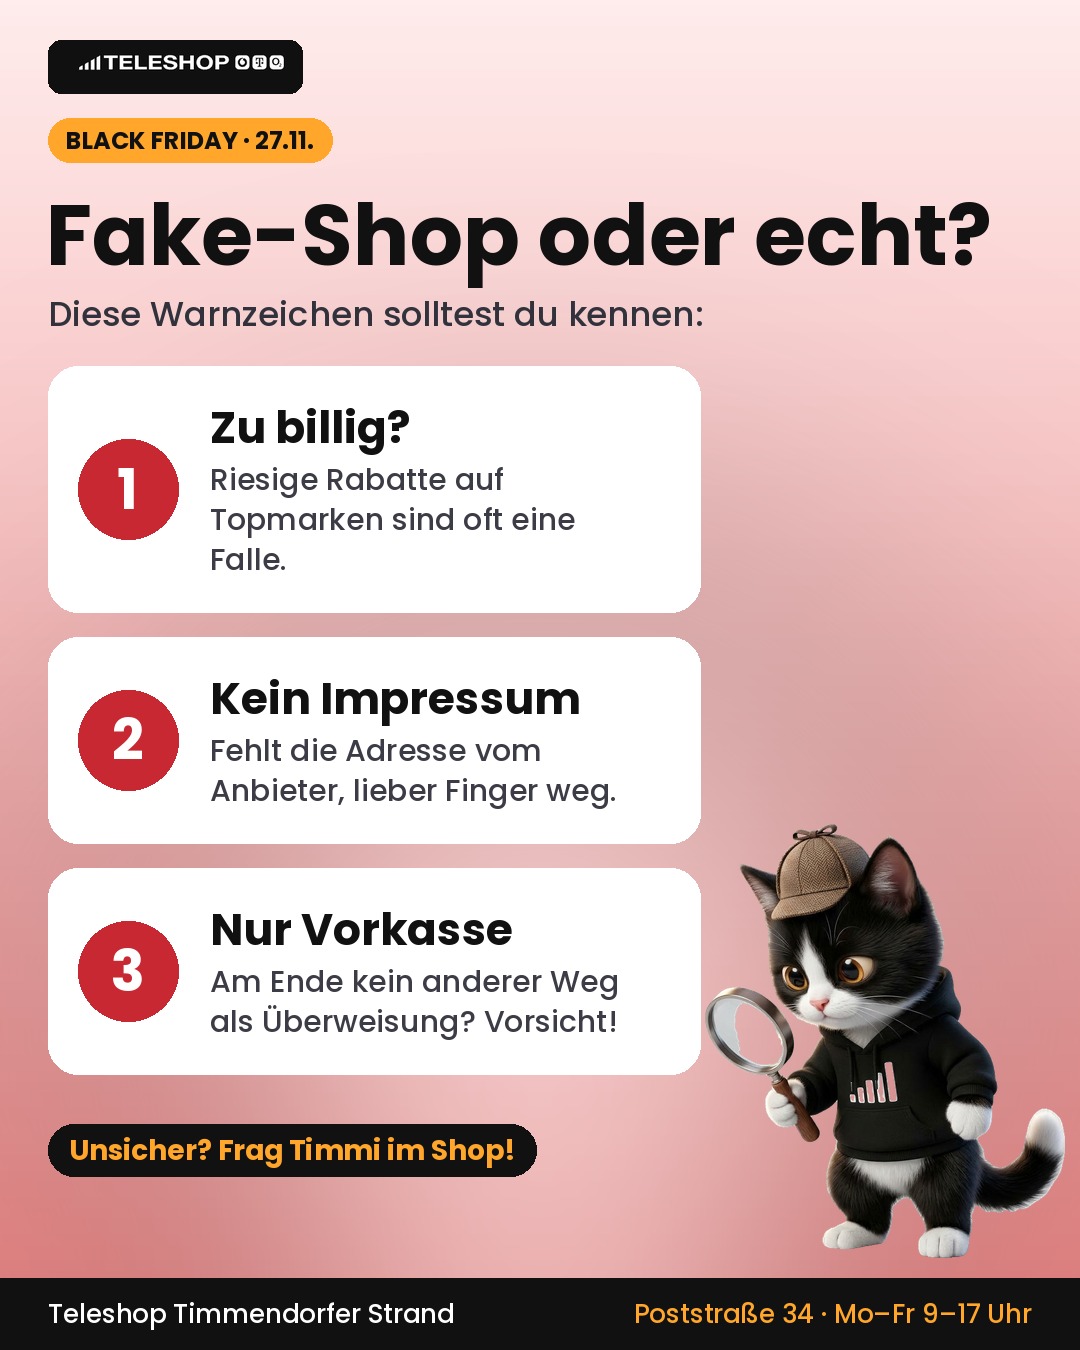 TELESHOP
BLACK FRIDAY · 27.11.
Fake-Shop oder echt?
Diese Warnzeichen solltest du kennen:
1
Zu billig?
Riesige Rabatte auf
Topmarken sind oft eine
Falle.
2
Kein Impressum
Fehlt die Adresse vom
Anbieter, lieber Finger weg.
3
Nur Vorkasse
Am Ende kein anderer Weg
als Überweisung? Vorsicht!
Unsicher? Frag Timmi im Shop!
Teleshop Timmendorfer Strand
Poststraße 34 · Mo–Fr 9–17 Uhr